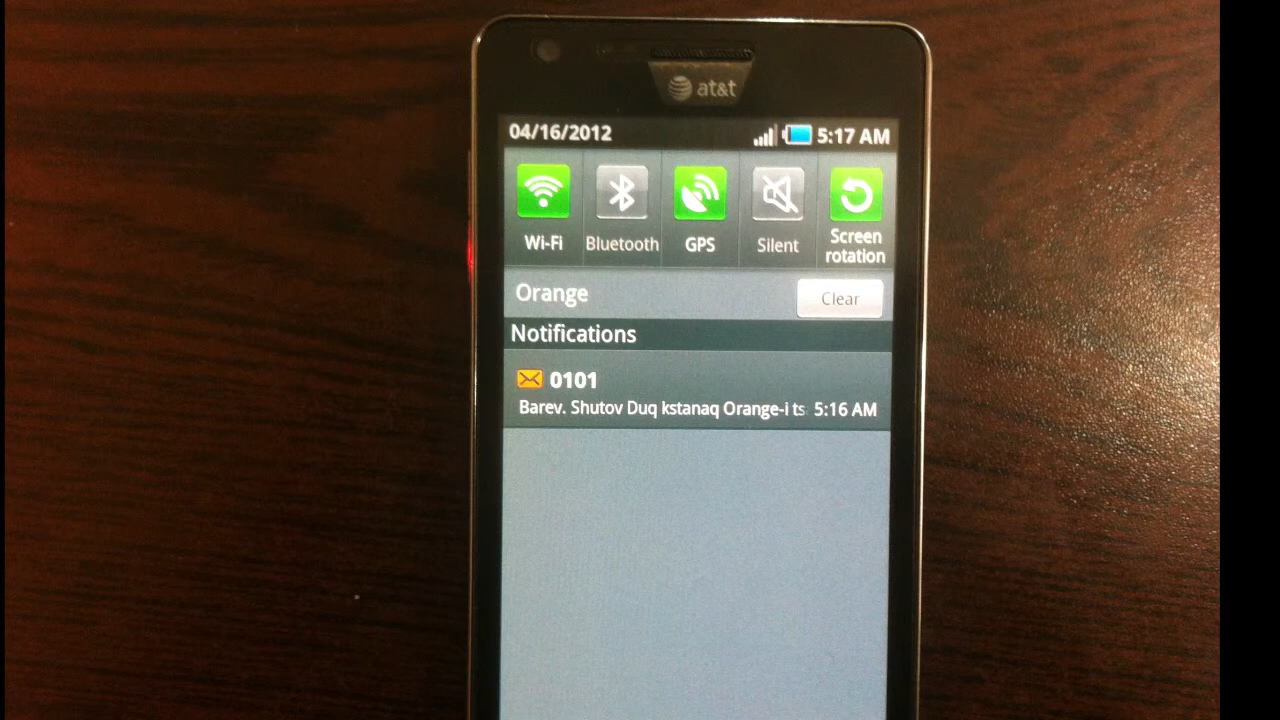 at&t
04/16/2012 5:17 AM
Wi-Fi Bluetooth GPS Silent Screen rotation
Orange Clear
Notifications
0101
Barev. Shutov Duq kstanaq Orange-i ts 5:16 AM